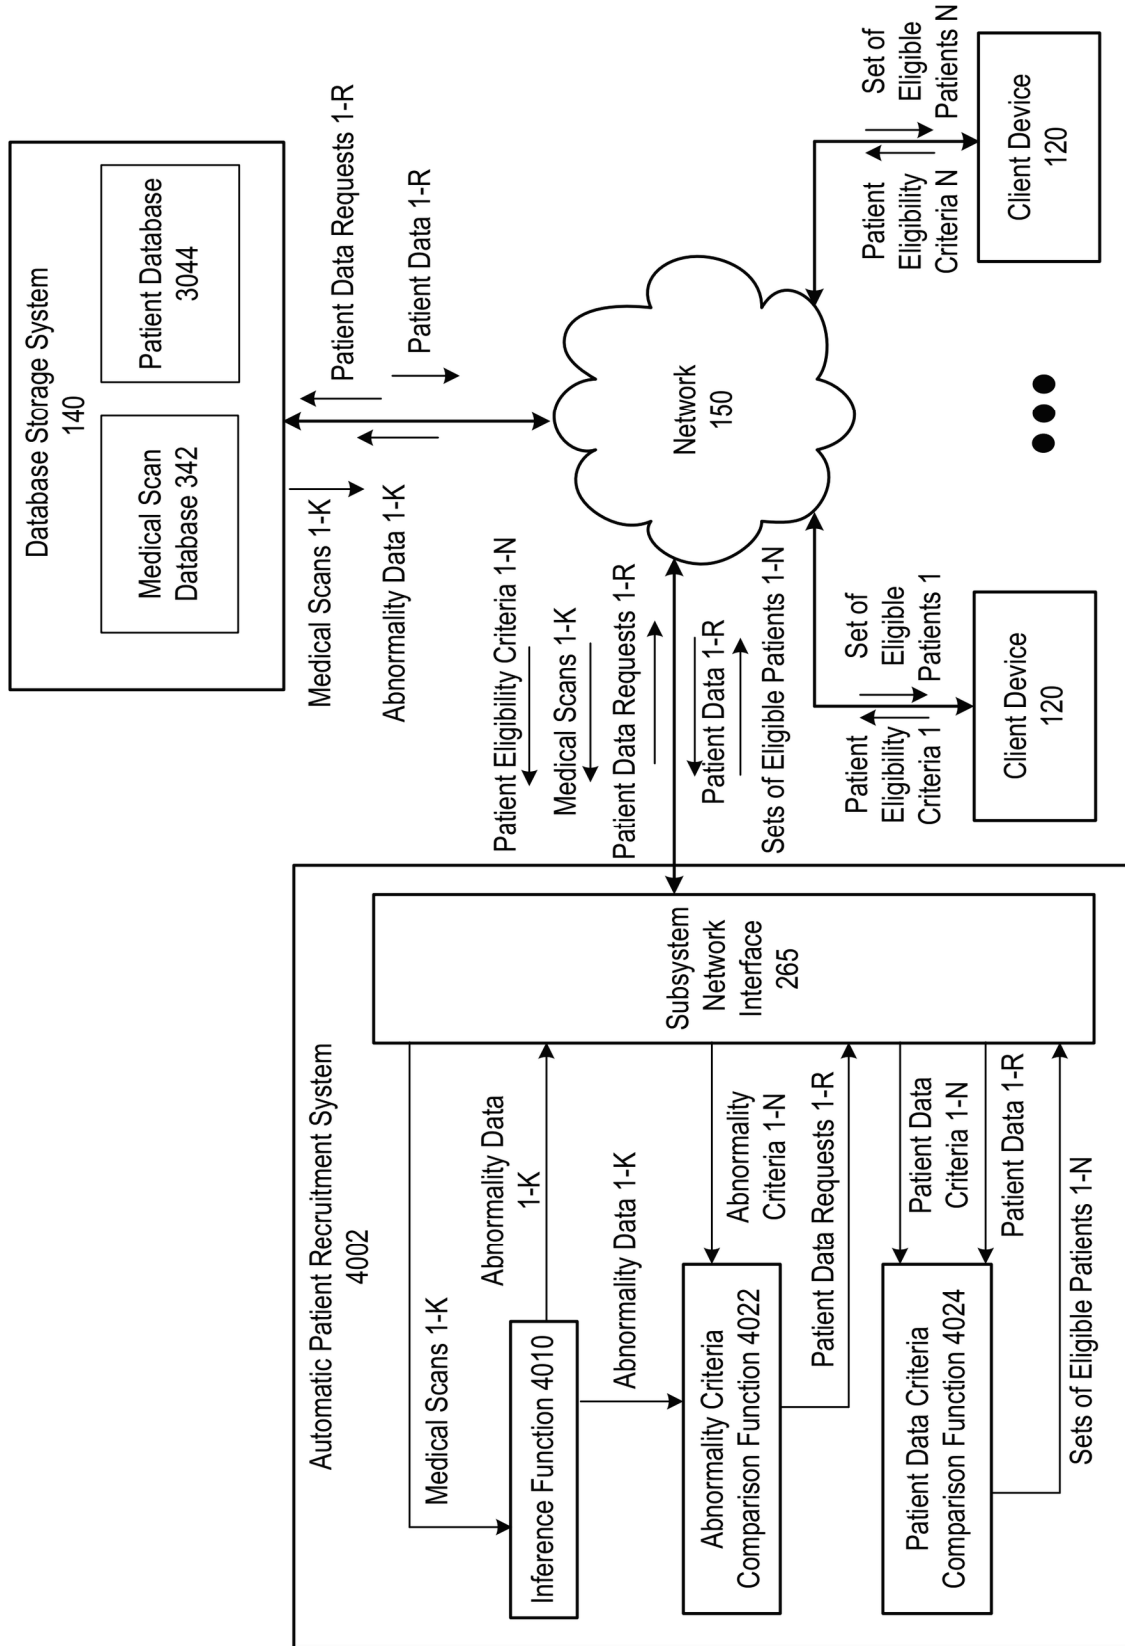 Automatic Patient Recruitment System
4002
Medical Scans 1-K
Inference Function 4010
Abnormality Data
1-K
Abnormality Data 1-K
Abnormality Criteria
Comparison Function 4022
Abnormality
Criteria 1-N
Patient Data Requests 1-R
Patient Data Criteria
Comparison Function 4024
Patient Data
Criteria 1-N
Patient Data 1-R
Sets of Eligible Patients 1-N
Subsystem
Network
Interface
265
Patient Eligibility Criteria 1-N
Medical Scans 1-K
Patient Data Requests 1-R
Patient Data 1-R
Sets of Eligible Patients 1-N
Database Storage System
140
Medical Scan
Database 342
Patient Database
3044
Medical Scans 1-K
Abnormality Data 1-K
Patient Data Requests 1-R
Patient Data 1-R
Network
150
Patient
Eligibility
Criteria 1
Set of
Eligible
Patients 1
Client Device
120
Patient
Eligibility
Criteria N
Set of
Eligible
Patients N
Client Device
120